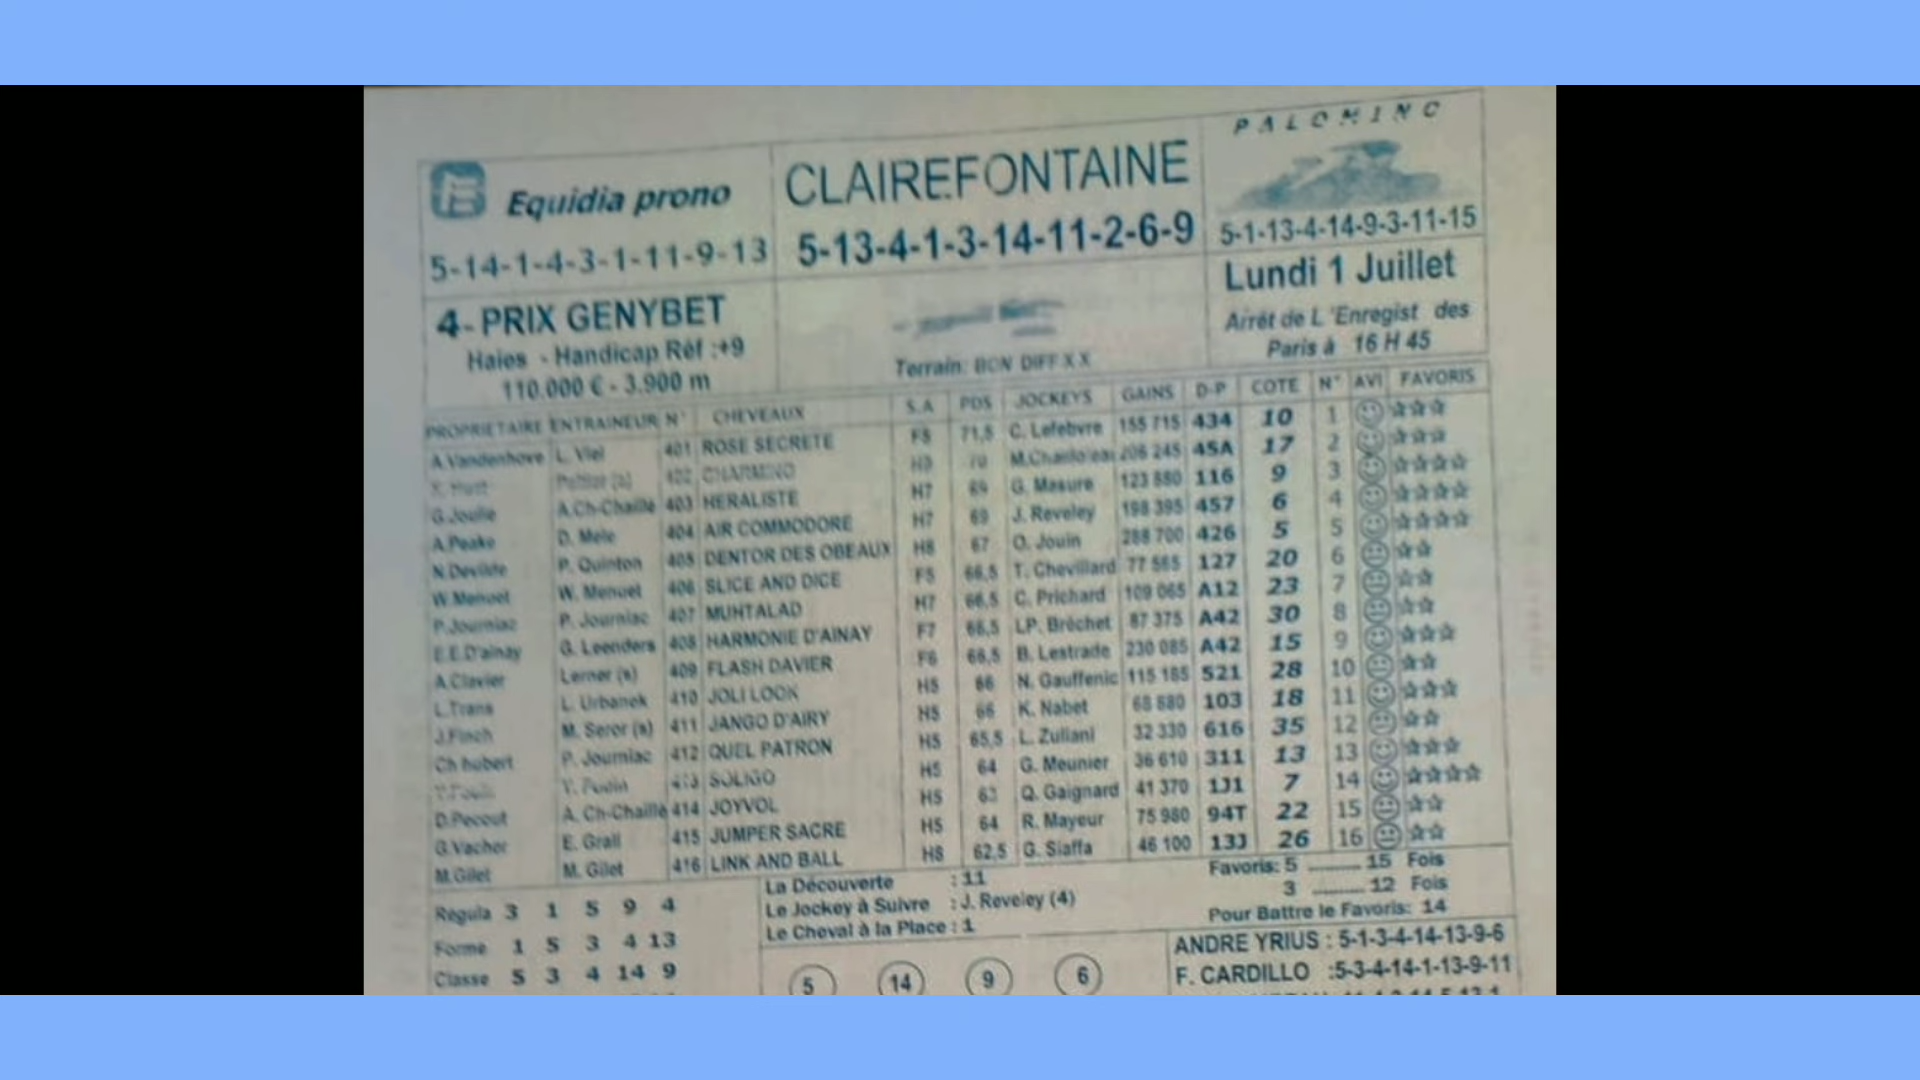 PALOMINO
Equidia prono
CLAIREFONTAINE
5-14-1-4-3-1-11-9-13
5-13-4-1-3-14-11-2-6-9
5-1-13-4-14-9-3-11-15
4- PRIX GENYBET
Haies - Handicap Réf :+9
110.000 € - 3.900 m
Terrain: BON DIFF X X
Lundi 1 Juillet
Arrêt de L 'Enregist des
Paris à 16 H 45
PROPRIETAIRE ENTRAINEUR N° CHEVEAUX S.A PDS JOCKEYS GAINS D-P COTE N° AVI FAVORIS
A.Vandenhove L. Viel 401 ROSE SECRETE F5 71,5 C. Lefebvre 155 715 434 10 1
402 CHARMING 70 206 245 45A 17 2
G.Joulie A.Ch-Chaille 403 HERALISTE H7 69 G. Masure 123 880 116 9 3
A.Peake D. Mele 404 AIR COMMODORE H7 69 J. Reveley 198 395 457 6 4
N.Devilde P. Quinton 405 DENTOR DES OBEAUX H8 67 O. Jouin 288 700 426 5 5
W.Menuet W. Menuet 406 SLICE AND DICE F5 66,5 T. Chevillard 77 565 127 20 6
P.Journiac P. Journiac 407 MUHTALAD H7 66,5 C. Prichard 109 065 A12 23 7
E.E.D'ainay G. Leenders 408 HARMONIE D'AINAY F7 66,5 LP. Bréchet 87 375 A42 30 8
A.Clavier Lerner (s) 409 FLASH DAVIER F6 66,5 B. Lestrade 230 085 A42 15 9
L.Trans L. Urbanek 410 JOLI LOOK H5 66 N. Gauffenic 115 185 521 28 10
J.Finch M. Seror (s) 411 JANGO D'AIRY H5 66 K. Nabet 68 680 103 18 11
Ch hubert P. Journiac 412 QUEL PATRON H5 65,5 L. Zuliani 32 330 616 35 12
413 SOLIGO H5 64 G. Meunier 36 610 311 13 13
D.Pecout A. Ch-Chaille 414 JOYVOL H5 Q. Gaignard 41 370 1J1 7 14
G.Vacher E. Grall 415 JUMPER SACRE H5 64 R. Mayeur 75 980 94T 22 15
M.Gilet M. Gilet 416 LINK AND BALL H8 62,5 G. Siaffa 46 100 13J 26 16
Régula 3 1 5 9 4
Forme 1 5 3 4 13
Classe 5 3 4 14 9
La Découverte : 11
Le Jockey à Suivre : J. Reveley (4)
Le Cheval à la Place : 1
5 14 9 6
Favoris: 5 15 Fois
3 12 Fois
Pour Battre le Favoris: 14
ANDRE YRIUS : 5-1-3-4-14-13-9-6
F. CARDILLO :5-3-4-14-1-13-9-11